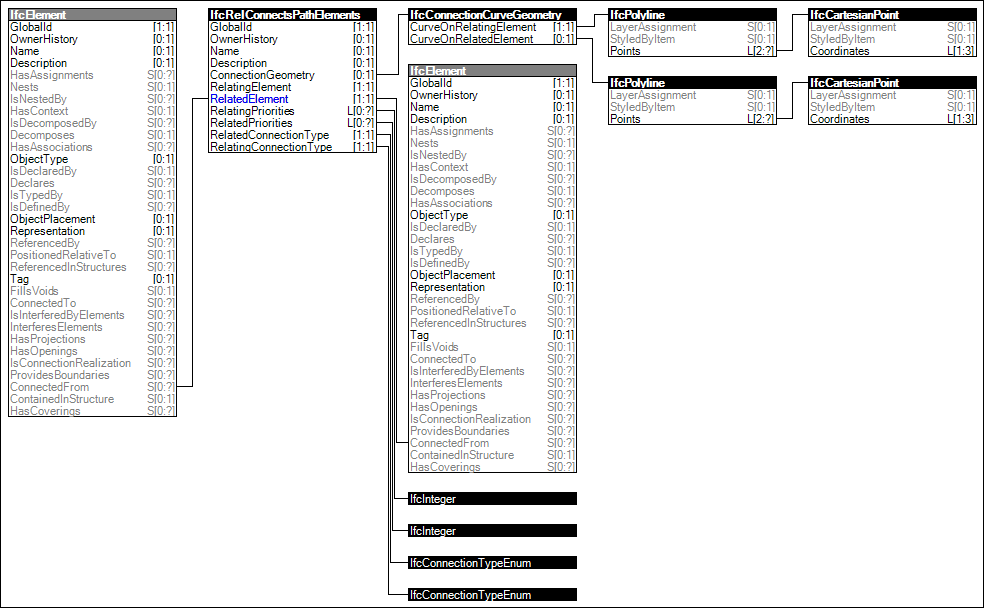 IfcElement
GlobalId [1:1]
OwnerHistory [0:1]
Name [0:1]
Description [0:1]
HasAssignments S[0:?]
Nests S[0:1]
IsNestedBy S[0:?]
HasContext S[0:1]
IsDecomposedBy S[0:?]
Decomposes S[0:1]
HasAssociations S[0:?]
ObjectType [0:1]
IsDeclaredBy S[0:1]
Declares S[0:?]
IsTypedBy S[0:1]
IsDefinedBy S[0:?]
ObjectPlacement [0:1]
Representation [0:1]
ReferencedBy S[0:?]
PositionedRelativeTo S[0:1]
ReferencedInStructures S[0:?]
Tag [0:1]
FillsVoids S[0:1]
ConnectedTo S[0:?]
IsInterferedByElements S[0:?]
InterferesElements S[0:?]
HasProjections S[0:?]
HasOpenings S[0:?]
IsConnectionRealization S[0:?]
ProvidesBoundaries S[0:?]
ConnectedFrom S[0:?]
ContainedInStructure S[0:1]
HasCoverings S[0:?]
IfcRelConnectsPathElements
GlobalId [1:1]
OwnerHistory [0:1]
Name [0:1]
Description [0:1]
ConnectionGeometry [0:1]
RelatingElement [1:1]
RelatedElement [1:1]
RelatingPriorities L[0:?]
RelatedPriorities L[0:?]
RelatedConnectionType [1:1]
RelatingConnectionType [1:1]
IfcConnectionCurveGeometry
CurveOnRelatingElement [1:1]
CurveOnRelatedElement [0:1]
IfcElement
GlobalId [1:1]
OwnerHistory [0:1]
Name [0:1]
Description [0:1]
HasAssignments S[0:?]
Nests S[0:1]
IsNestedBy S[0:?]
HasContext S[0:1]
IsDecomposedBy S[0:?]
Decomposes S[0:1]
HasAssociations S[0:?]
ObjectType [0:1]
IsDeclaredBy S[0:1]
Declares S[0:?]
IsTypedBy S[0:1]
IsDefinedBy S[0:?]
ObjectPlacement [0:1]
Representation [0:1]
ReferencedBy S[0:?]
PositionedRelativeTo S[0:1]
ReferencedInStructures S[0:?]
Tag [0:1]
FillsVoids S[0:1]
ConnectedTo S[0:?]
IsInterferedByElements S[0:?]
InterferesElements S[0:?]
HasProjections S[0:?]
HasOpenings S[0:?]
IsConnectionRealization S[0:?]
ProvidesBoundaries S[0:?]
ConnectedFrom S[0:?]
ContainedInStructure S[0:1]
HasCoverings S[0:?]
IfcInteger
IfcInteger
IfcConnectionTypeEnum
IfcConnectionTypeEnum
IfcPolyline
LayerAssignment S[0:1]
StyledByItem S[0:1]
Points L[2:?]
IfcPolyline
LayerAssignment S[0:1]
StyledByItem S[0:1]
Points L[2:?]
IfcCartesianPoint
LayerAssignment S[0:1]
StyledByItem S[0:1]
Coordinates L[1:3]
IfcCartesianPoint
LayerAssignment S[0:1]
StyledByItem S[0:1]
Coordinates L[1:3]